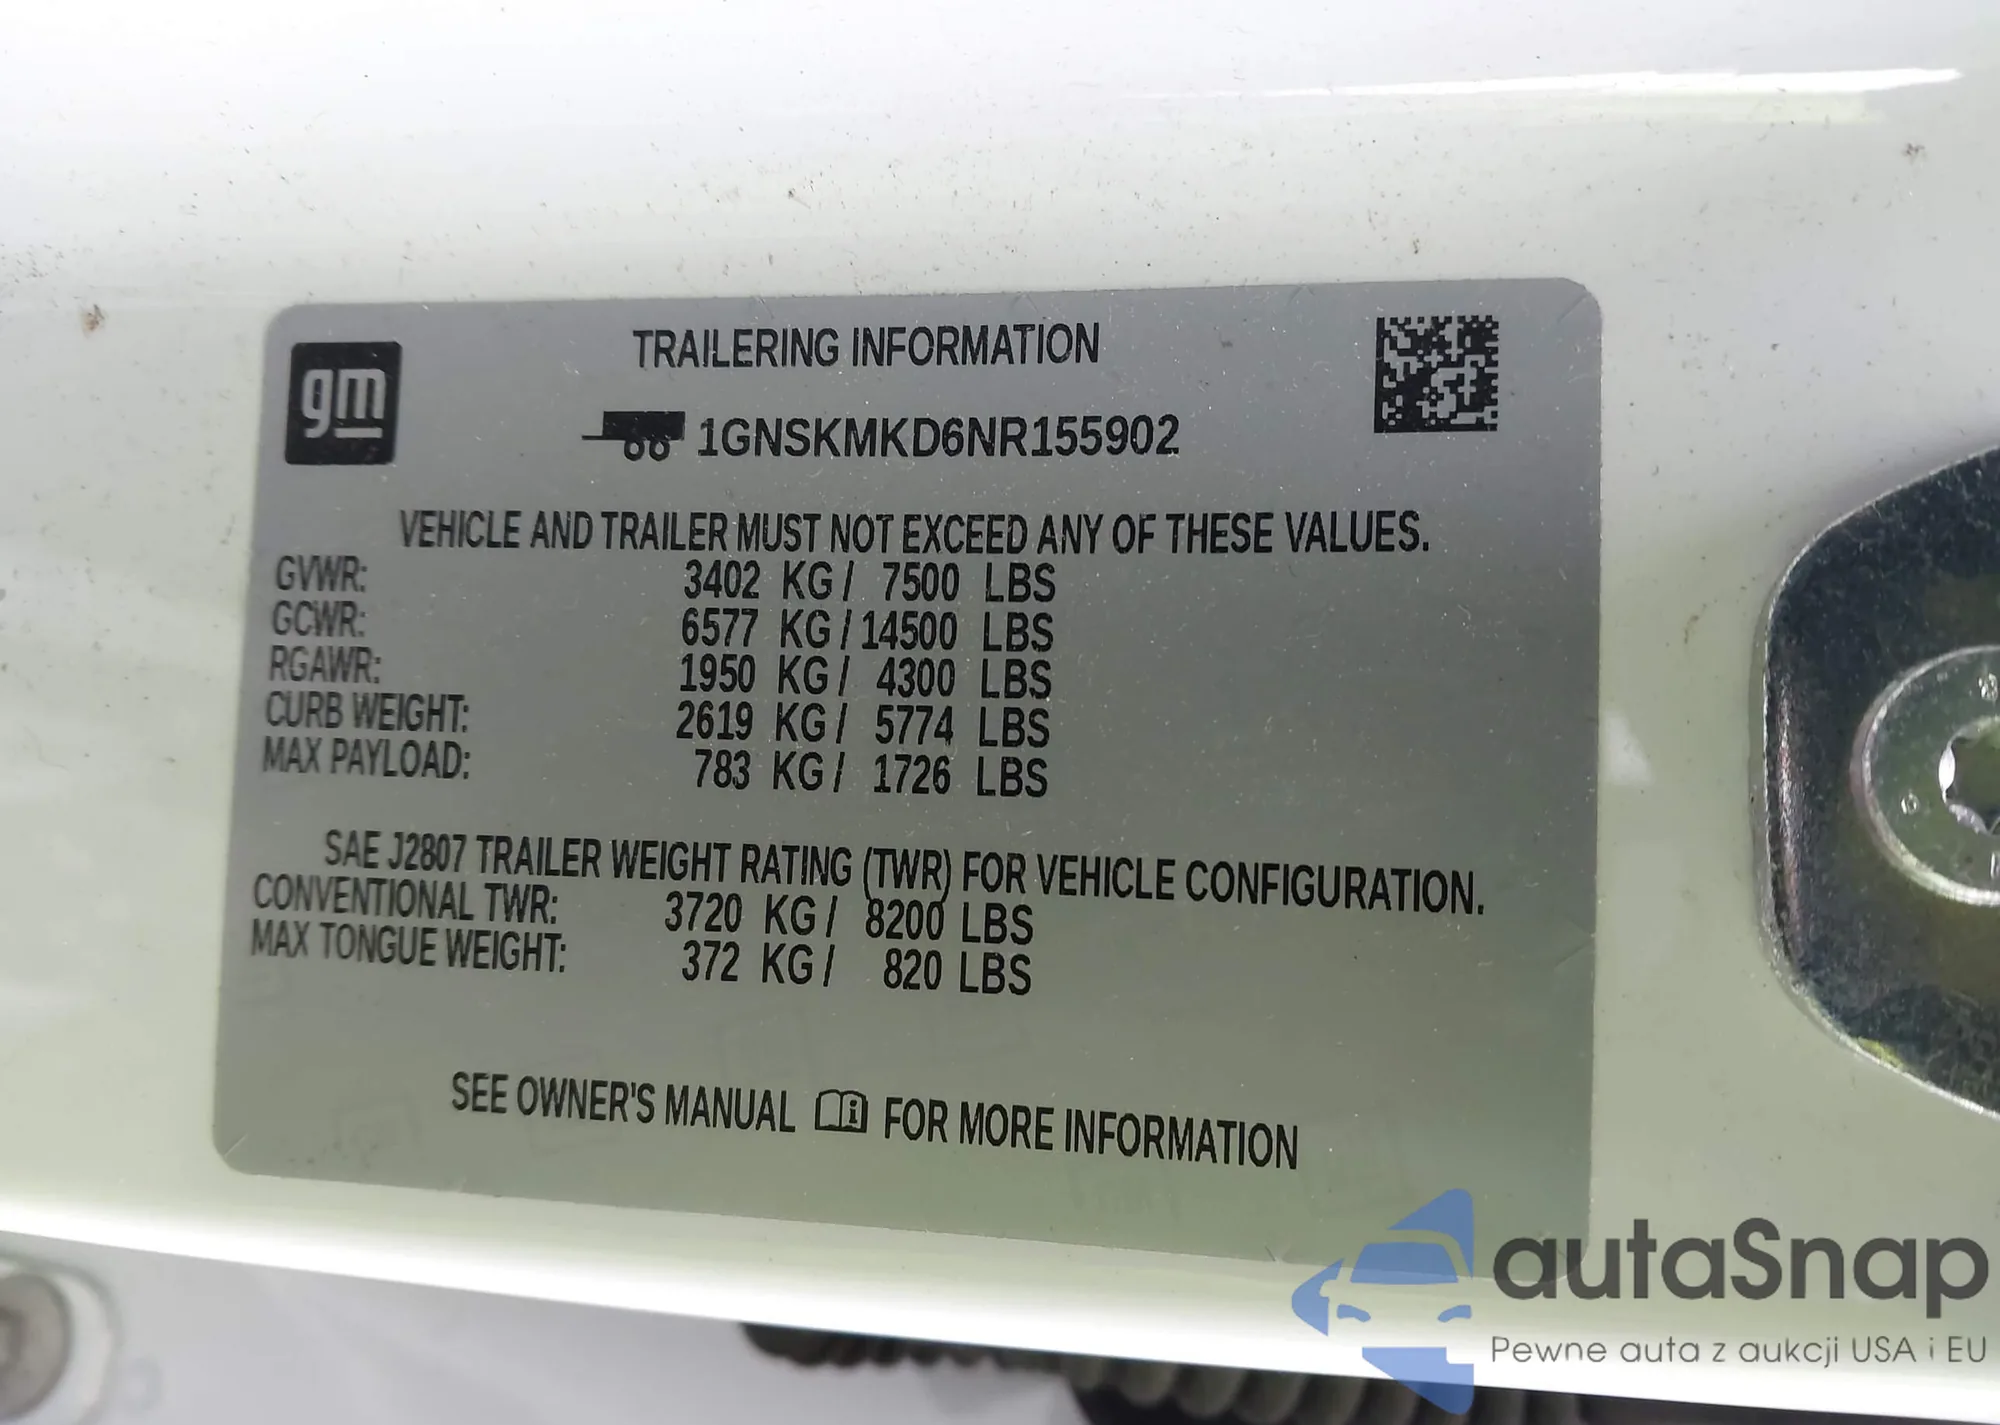 gm
TRAILERING INFORMATION
1GNSKMKD6NR155902
VEHICLE AND TRAILER MUST NOT EXCEED ANY OF THESE VALUES.
GVWR: 3402 KG / 7500 LBS
GCWR: 6577 KG / 14500 LBS
RGAWR: 1950 KG / 4300 LBS
CURB WEIGHT: 2619 KG / 5774 LBS
MAX PAYLOAD: 783 KG / 1726 LBS
SAE J2807 TRAILER WEIGHT RATING (TWR) FOR VEHICLE CONFIGURATION.
CONVENTIONAL TWR: 3720 KG / 8200 LBS
MAX TONGUE WEIGHT: 372 KG / 820 LBS
SEE OWNER'S MANUAL FOR MORE INFORMATION
autaSnap
Pewne auta z aukcji USA i EU